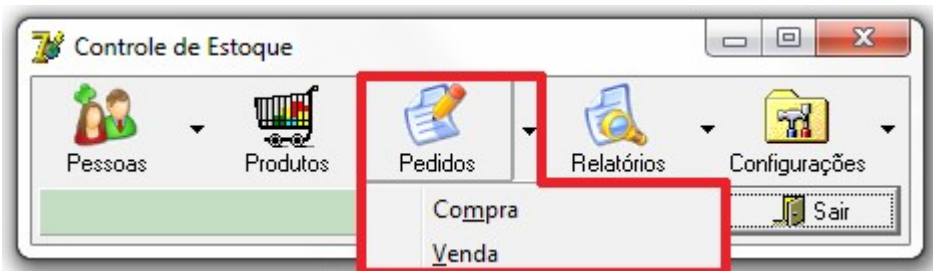 Controle de Estoque
Pessoas Produtos Pedidos Relatórios Configurações
Compra Sair
Venda